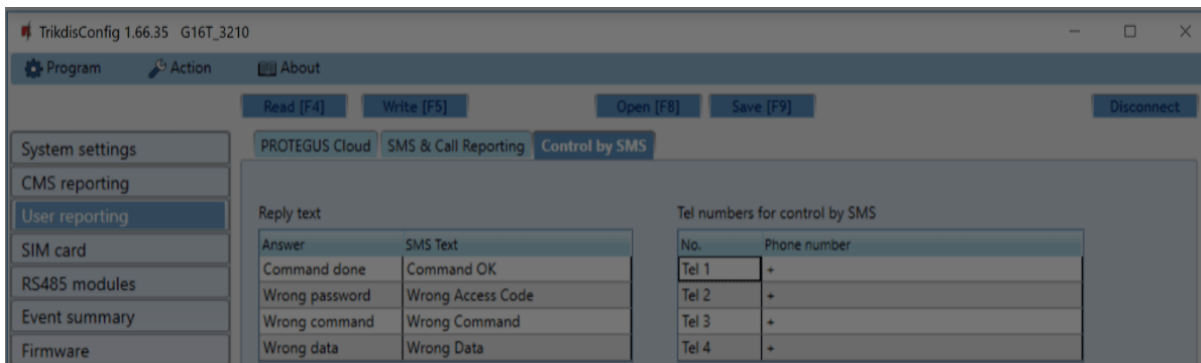 TrikdisConfig 1.66.35 G16T_3210
Program Action About
Read [F4] Write [F5] Open [F8] Save [F9] Disconnect
System settings
CMS reporting
User reporting
SIM card
RS485 modules
Event summary
Firmware
PROTEGUS Cloud SMS & Call Reporting Control by SMS
Reply text
Answer SMS Text
Command done Command OK
Wrong password Wrong Access Code
Wrong command Wrong Command
Wrong data Wrong Data
Tel numbers for control by SMS
No. Phone number
Tel 1 +
Tel 2 +
Tel 3 +
Tel 4 +